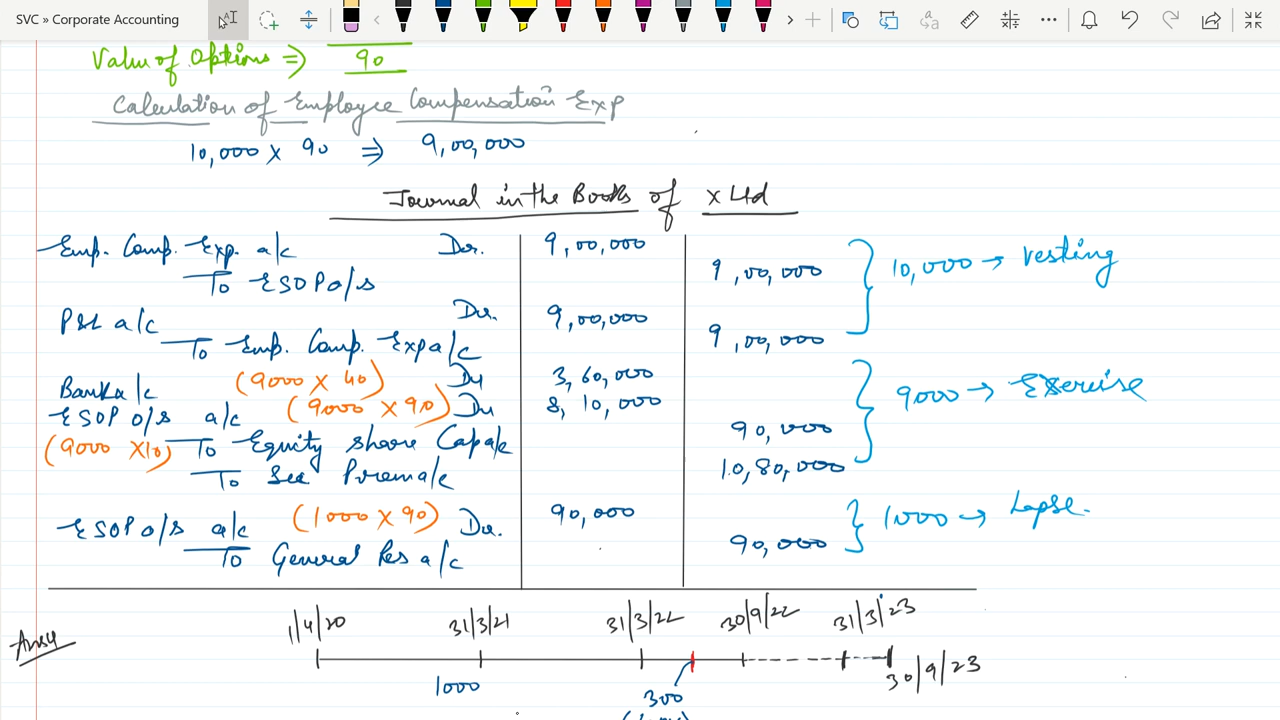 SVC » Corporate Accounting
Value of Options ⇒ 90
Calculation of Employee Compensation Exp
10,000 x 90 ⇒ 9,00,000
Journal in the Books of x Ltd
Emp. Comp. Exp. a/c Dr. 9,00,000
To ESOP o/s 9,00,000
10,000 → vesting
P&L a/c Dr. 9,00,000
To Emp. Comp. Exp a/c 9,00,000
Bank a/c (9000 x 40) Dr 3,60,000
ESOP o/s a/c (9000 x 90) Dr 8,10,000
9000 → Exercise
(9000 x10) To Equity share Cap a/c 90,000
To Sec Prem a/c 10,80,000
ESOP o/s a/c (1000 x 90) Dr. 90,000
1000 → Lapse.
To General Res a/c 90,000
1/4/20 31/3/21 31/3/22 30/9/22 31/3/23
Ans4
30/9/23
1000 300